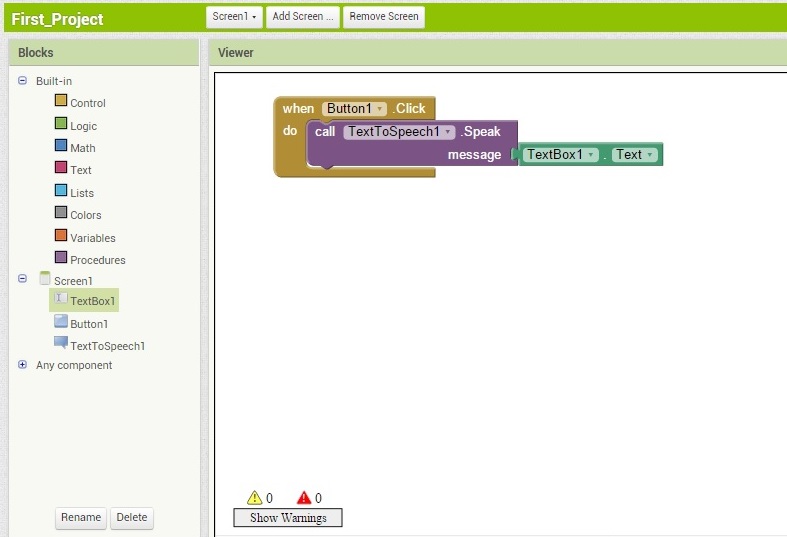 First_Project
Screen1
Add Screen ...
Remove Screen
Blocks
Viewer
Built-in
Control
Logic
Math
Text
Lists
Colors
Variables
Procedures
Screen1
TextBox1
Button1
TextToSpeech1
Any component
Rename
Delete
when Button1 .Click
do call TextToSpeech1 .Speak
message TextBox1 . Text
0 0
Show Warnings